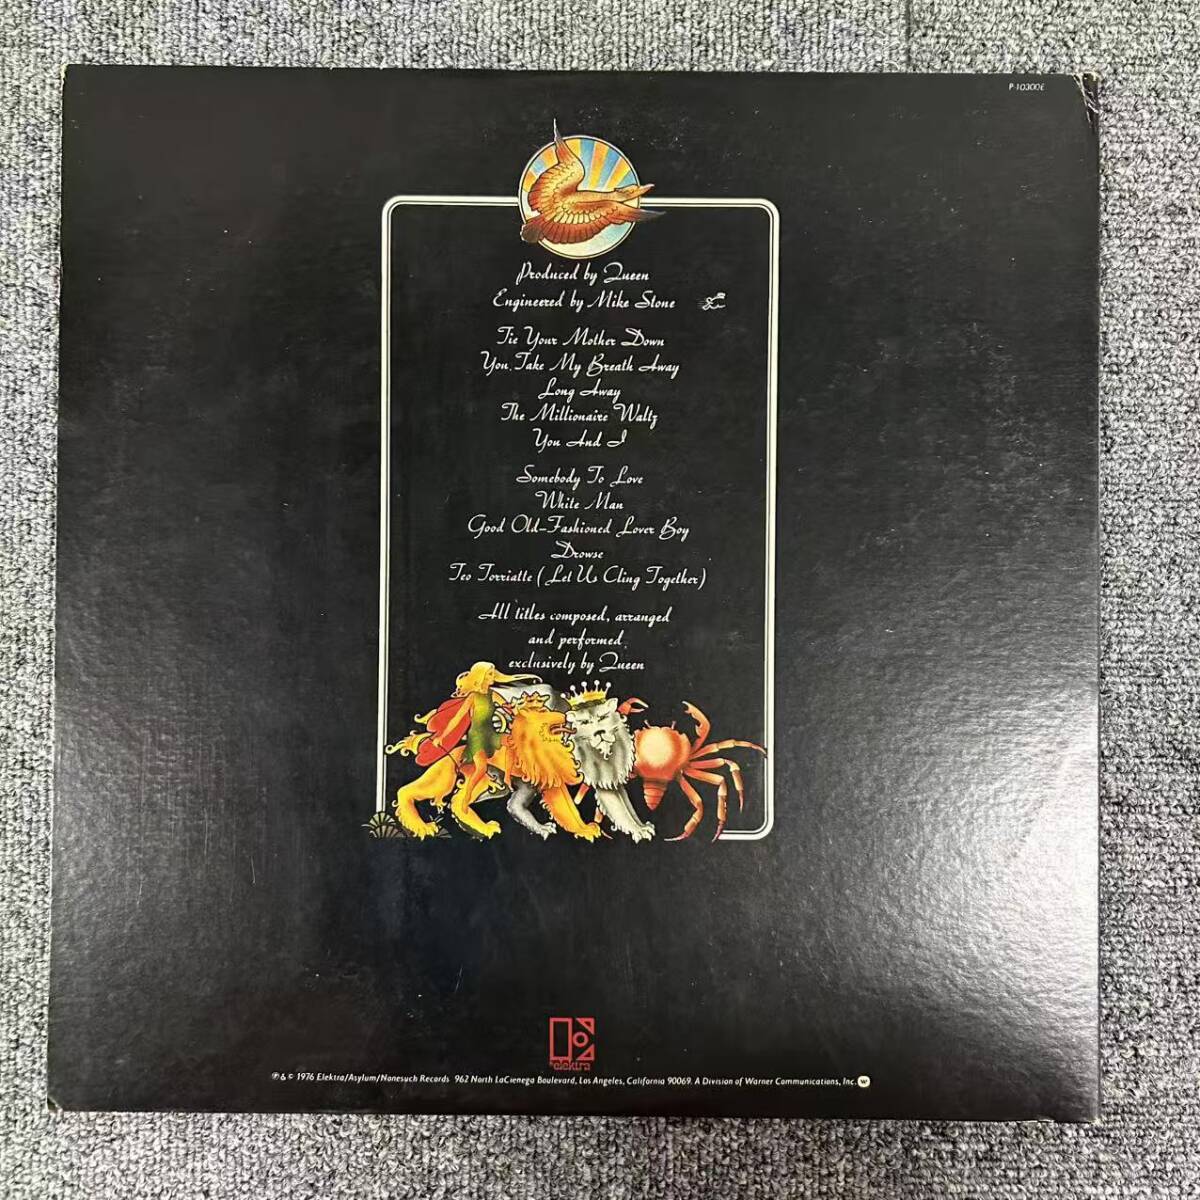 P-10300E
Produced by Queen
Engineered by Mike Stone
Tie Your Mother Down
You Take My Breath Away
Long Away
The Millionaire Waltz
You And I
Somebody To Love
White Man
Good Old-Fashioned Lover Boy
Drowse
Teo Torriatte (Let Us Cling Together)
All titles composed, arranged
and performed
exclusively by Queen
elektra
℗ & © 1976 Elektra/Asylum/Nonesuch Records 962 North LaCienega Boulevard, Los Angeles, California 90069. A Division of Warner Communications, Inc.